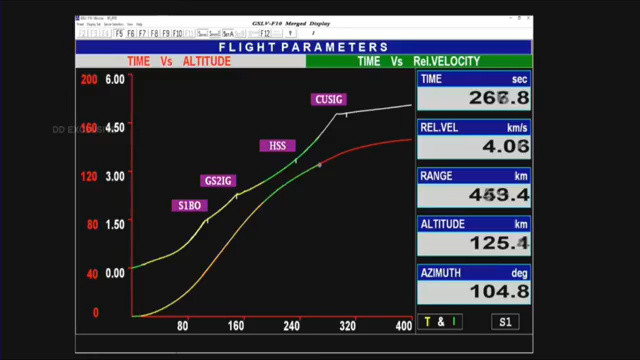 GSLV-F10 Merged Display
F5 F6 F7 F8 F9 F10
F12
FLIGHT PARAMETERS
TIME Vs ALTITUDE
TIME Vs Rel.VELOCITY
200 6.00
160 4.50
120 3.00
80 1.50
40 0.00
0
80 160 240 320 400
S1BO
GS2IG
HSS
CUSIG
TIME sec
REL.VEL km/s
4.06
RANGE km
ALTITUDE km
125.4
AZIMUTH deg
104.8
T & I
S1